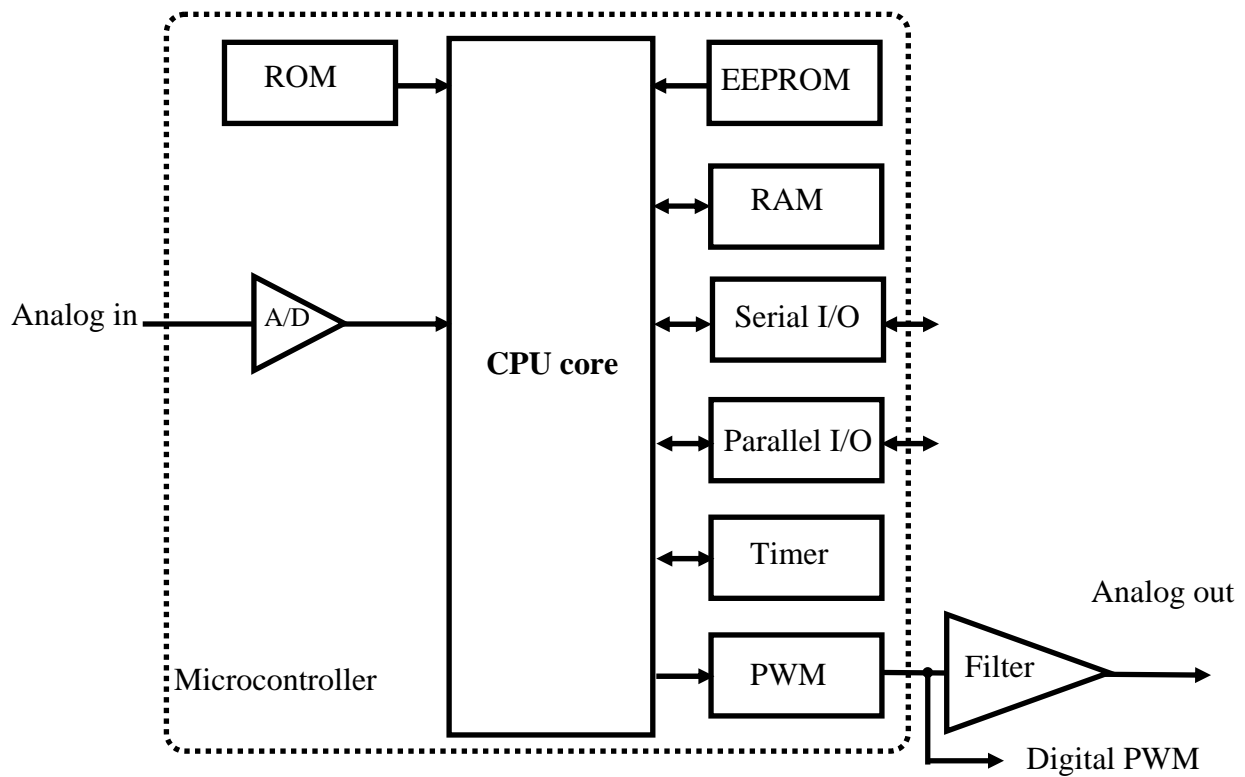 ROM
EEPROM
RAM
Analog in
A/D
Serial I/O
CPU core
Parallel I/O
Timer
Analog out
Microcontroller
PWM
Filter
Digital PWM